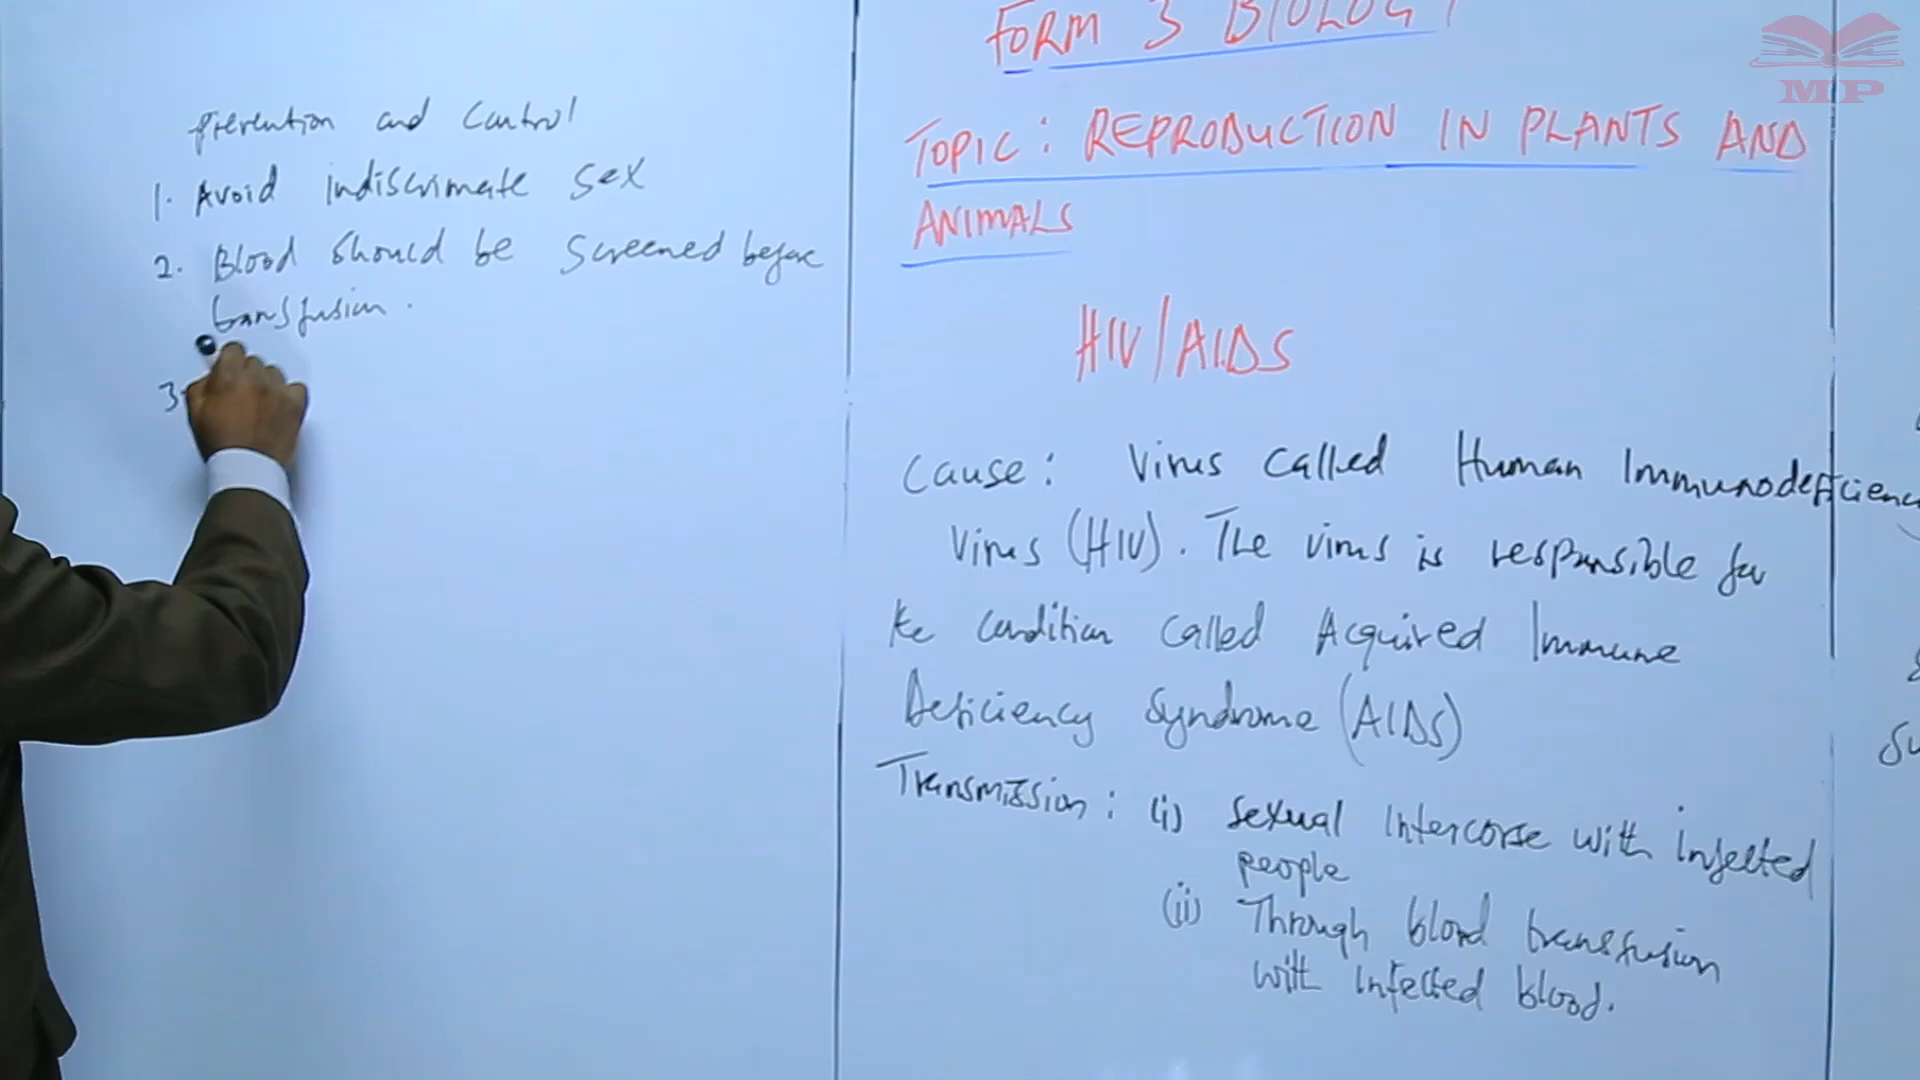 Prevention and Control
1. Avoid indiscrimate sex
2. Blood should be screened before
transfusion.
3.
FORM 3 BIOLOGY
TOPIC: REPRODUCTION IN PLANTS AND
ANIMALS
HIV/AIDS
Cause: Virus called Human Immunodeficiency
Virus (HIV). The virus is responsible for
the condition called Acquired Immune
Deficiency Syndrome (AIDS)
Transmission: (i) Sexual Intercorse with infected
people
(ii) Through blood transfusion
with infected blood.
MP